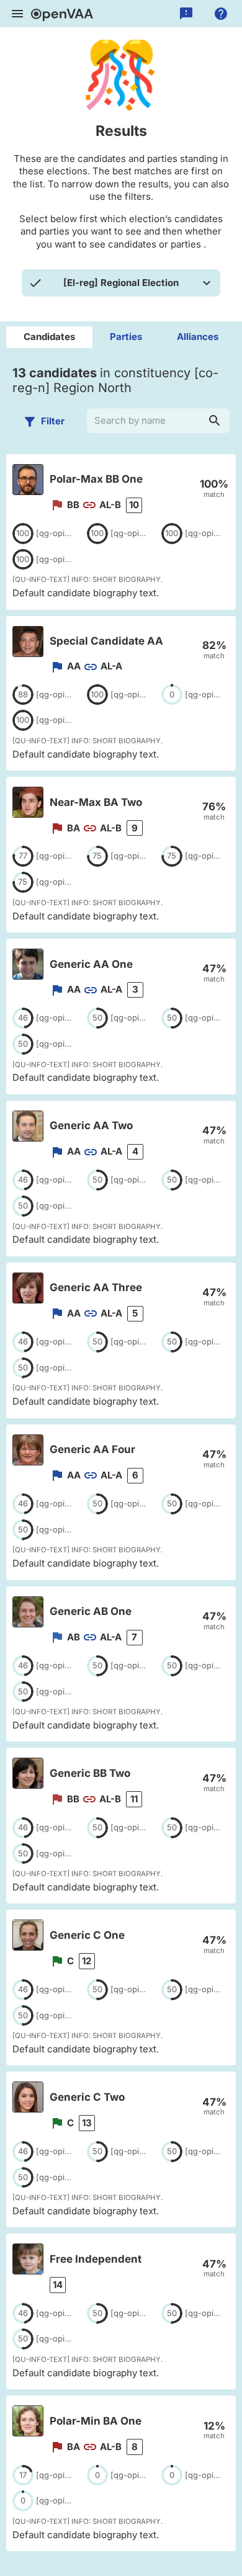 OpenVAA
Results
These are the candidates and parties standing in
these elections. The best matches are first on
the list. To narrow down the results, you can also
use the filters.
Select below first which election's candidates
and parties you want to see and then whether
you want to see candidates or parties .
[El-reg] Regional Election
Candidates Parties Alliances
13 candidates in constituency [co-
reg-n] Region North
Filter Search by name
Polar-Max BB One 100%
match
BB AL-B 10
100 [qg-opi... 100 [qg-opi... 100 [qg-opi...
100 [qg-opi...
[QU-INFO-TEXT] INFO: SHORT BIOGRAPHY.
Default candidate biography text.
Special Candidate AA 82%
match
AA AL-A
88 [qg-opi... 100 [qg-opi... 0 [qg-opi...
100 [qg-opi...
[QU-INFO-TEXT] INFO: SHORT BIOGRAPHY.
Default candidate biography text.
Near-Max BA Two 76%
match
BA AL-B 9
77 [qg-opi... 75 [qg-opi... 75 [qg-opi...
75 [qg-opi...
[QU-INFO-TEXT] INFO: SHORT BIOGRAPHY.
Default candidate biography text.
Generic AA One 47%
match
AA AL-A 3
46 [qg-opi... 50 [qg-opi... 50 [qg-opi...
50 [qg-opi...
[QU-INFO-TEXT] INFO: SHORT BIOGRAPHY.
Default candidate biography text.
Generic AA Two 47%
match
AA AL-A 4
46 [qg-opi... 50 [qg-opi... 50 [qg-opi...
50 [qg-opi...
[QU-INFO-TEXT] INFO: SHORT BIOGRAPHY.
Default candidate biography text.
Generic AA Three 47%
match
AA AL-A 5
46 [qg-opi... 50 [qg-opi... 50 [qg-opi...
50 [qg-opi...
[QU-INFO-TEXT] INFO: SHORT BIOGRAPHY.
Default candidate biography text.
Generic AA Four 47%
match
AA AL-A 6
46 [qg-opi... 50 [qg-opi... 50 [qg-opi...
50 [qg-opi...
[QU-INFO-TEXT] INFO: SHORT BIOGRAPHY.
Default candidate biography text.
Generic AB One 47%
match
AB AL-A 7
46 [qg-opi... 50 [qg-opi... 50 [qg-opi...
50 [qg-opi...
[QU-INFO-TEXT] INFO: SHORT BIOGRAPHY.
Default candidate biography text.
Generic BB Two 47%
match
BB AL-B 11
46 [qg-opi... 50 [qg-opi... 50 [qg-opi...
50 [qg-opi...
[QU-INFO-TEXT] INFO: SHORT BIOGRAPHY.
Default candidate biography text.
Generic C One 47%
match
C 12
46 [qg-opi... 50 [qg-opi... 50 [qg-opi...
50 [qg-opi...
[QU-INFO-TEXT] INFO: SHORT BIOGRAPHY.
Default candidate biography text.
Generic C Two 47%
match
C 13
46 [qg-opi... 50 [qg-opi... 50 [qg-opi...
50 [qg-opi...
[QU-INFO-TEXT] INFO: SHORT BIOGRAPHY.
Default candidate biography text.
Free Independent 47%
match
14
46 [qg-opi... 50 [qg-opi... 50 [qg-opi...
50 [qg-opi...
[QU-INFO-TEXT] INFO: SHORT BIOGRAPHY.
Default candidate biography text.
Polar-Min BA One 12%
match
BA AL-B 8
17 [qg-opi... 0 [qg-opi... 0 [qg-opi...
0 [qg-opi...
[QU-INFO-TEXT] INFO: SHORT BIOGRAPHY.
Default candidate biography text.